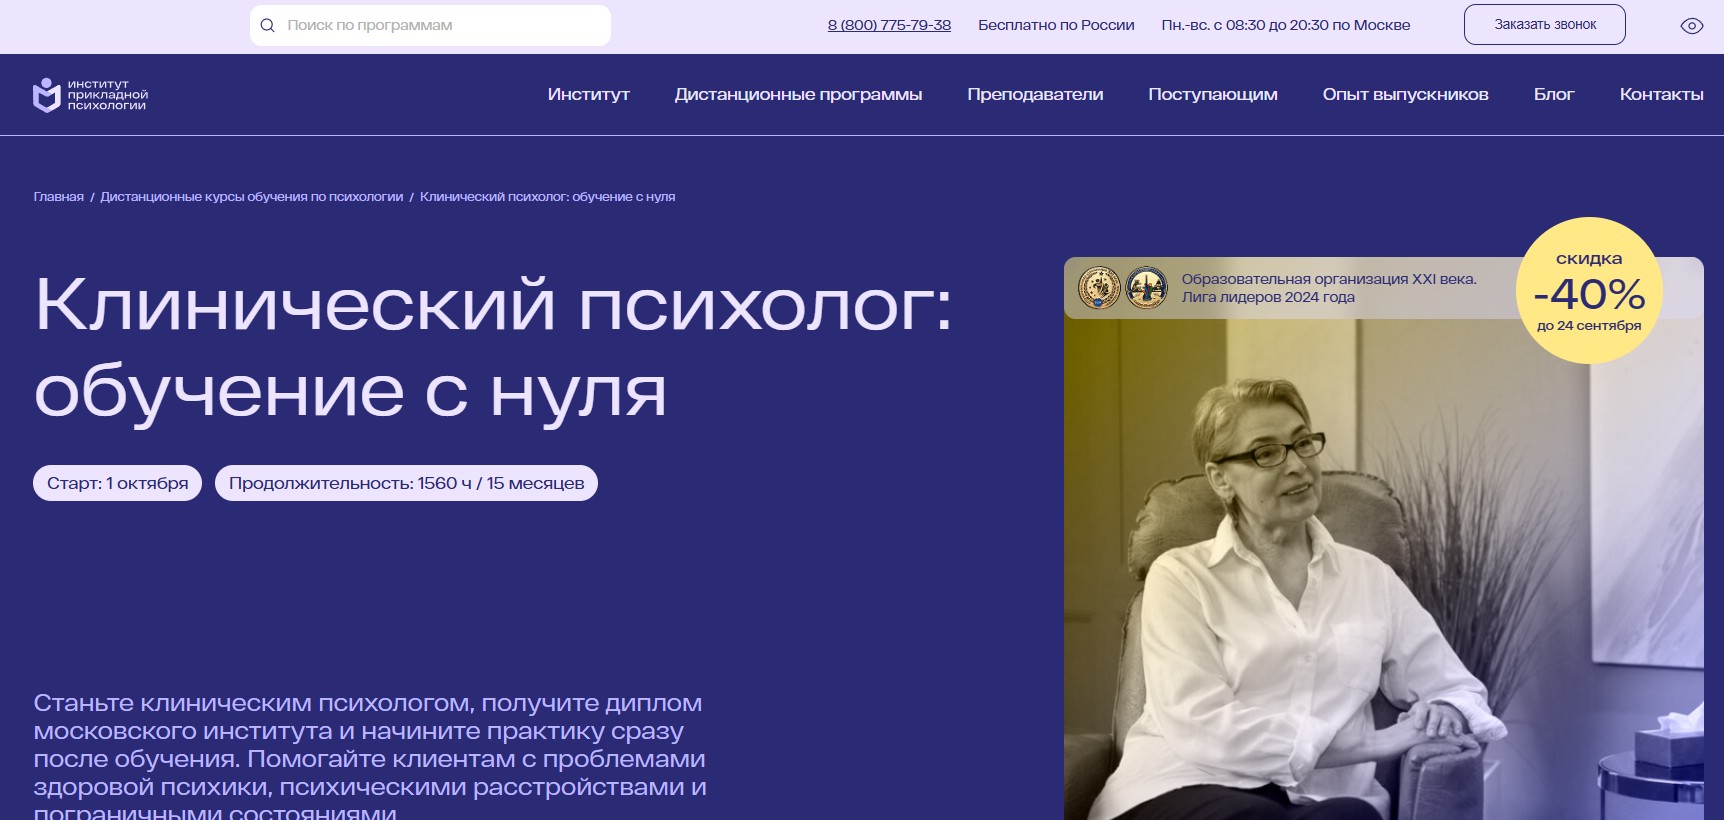 Поиск по программам
8 (800) 775-79-38
Бесплатно по России
Пн.-вс. с 08:30 до 20:30 по Москве
Заказать звонок
институт
прикладной
психологии
Институт
Дистанционные программы
Преподаватели
Поступающим
Опыт выпускников
Блог
Контакты
Главная / Дистанционные курсы обучения по психологии / Клинический психолог: обучение с нуля
Клинический психолог:
обучение с нуля
Старт: 1 октября
Продолжительность: 1560 ч / 15 месяцев
Образовательная организация XXI века.
Лига лидеров 2024 года
скидка
-40%
до 24 сентября
Станьте клиническим психологом, получите диплом
московского института и начините практику сразу
после обучения. Помогайте клиентам с проблемами
здоровой психики, психическими расстройствами и
пограничными состояниями